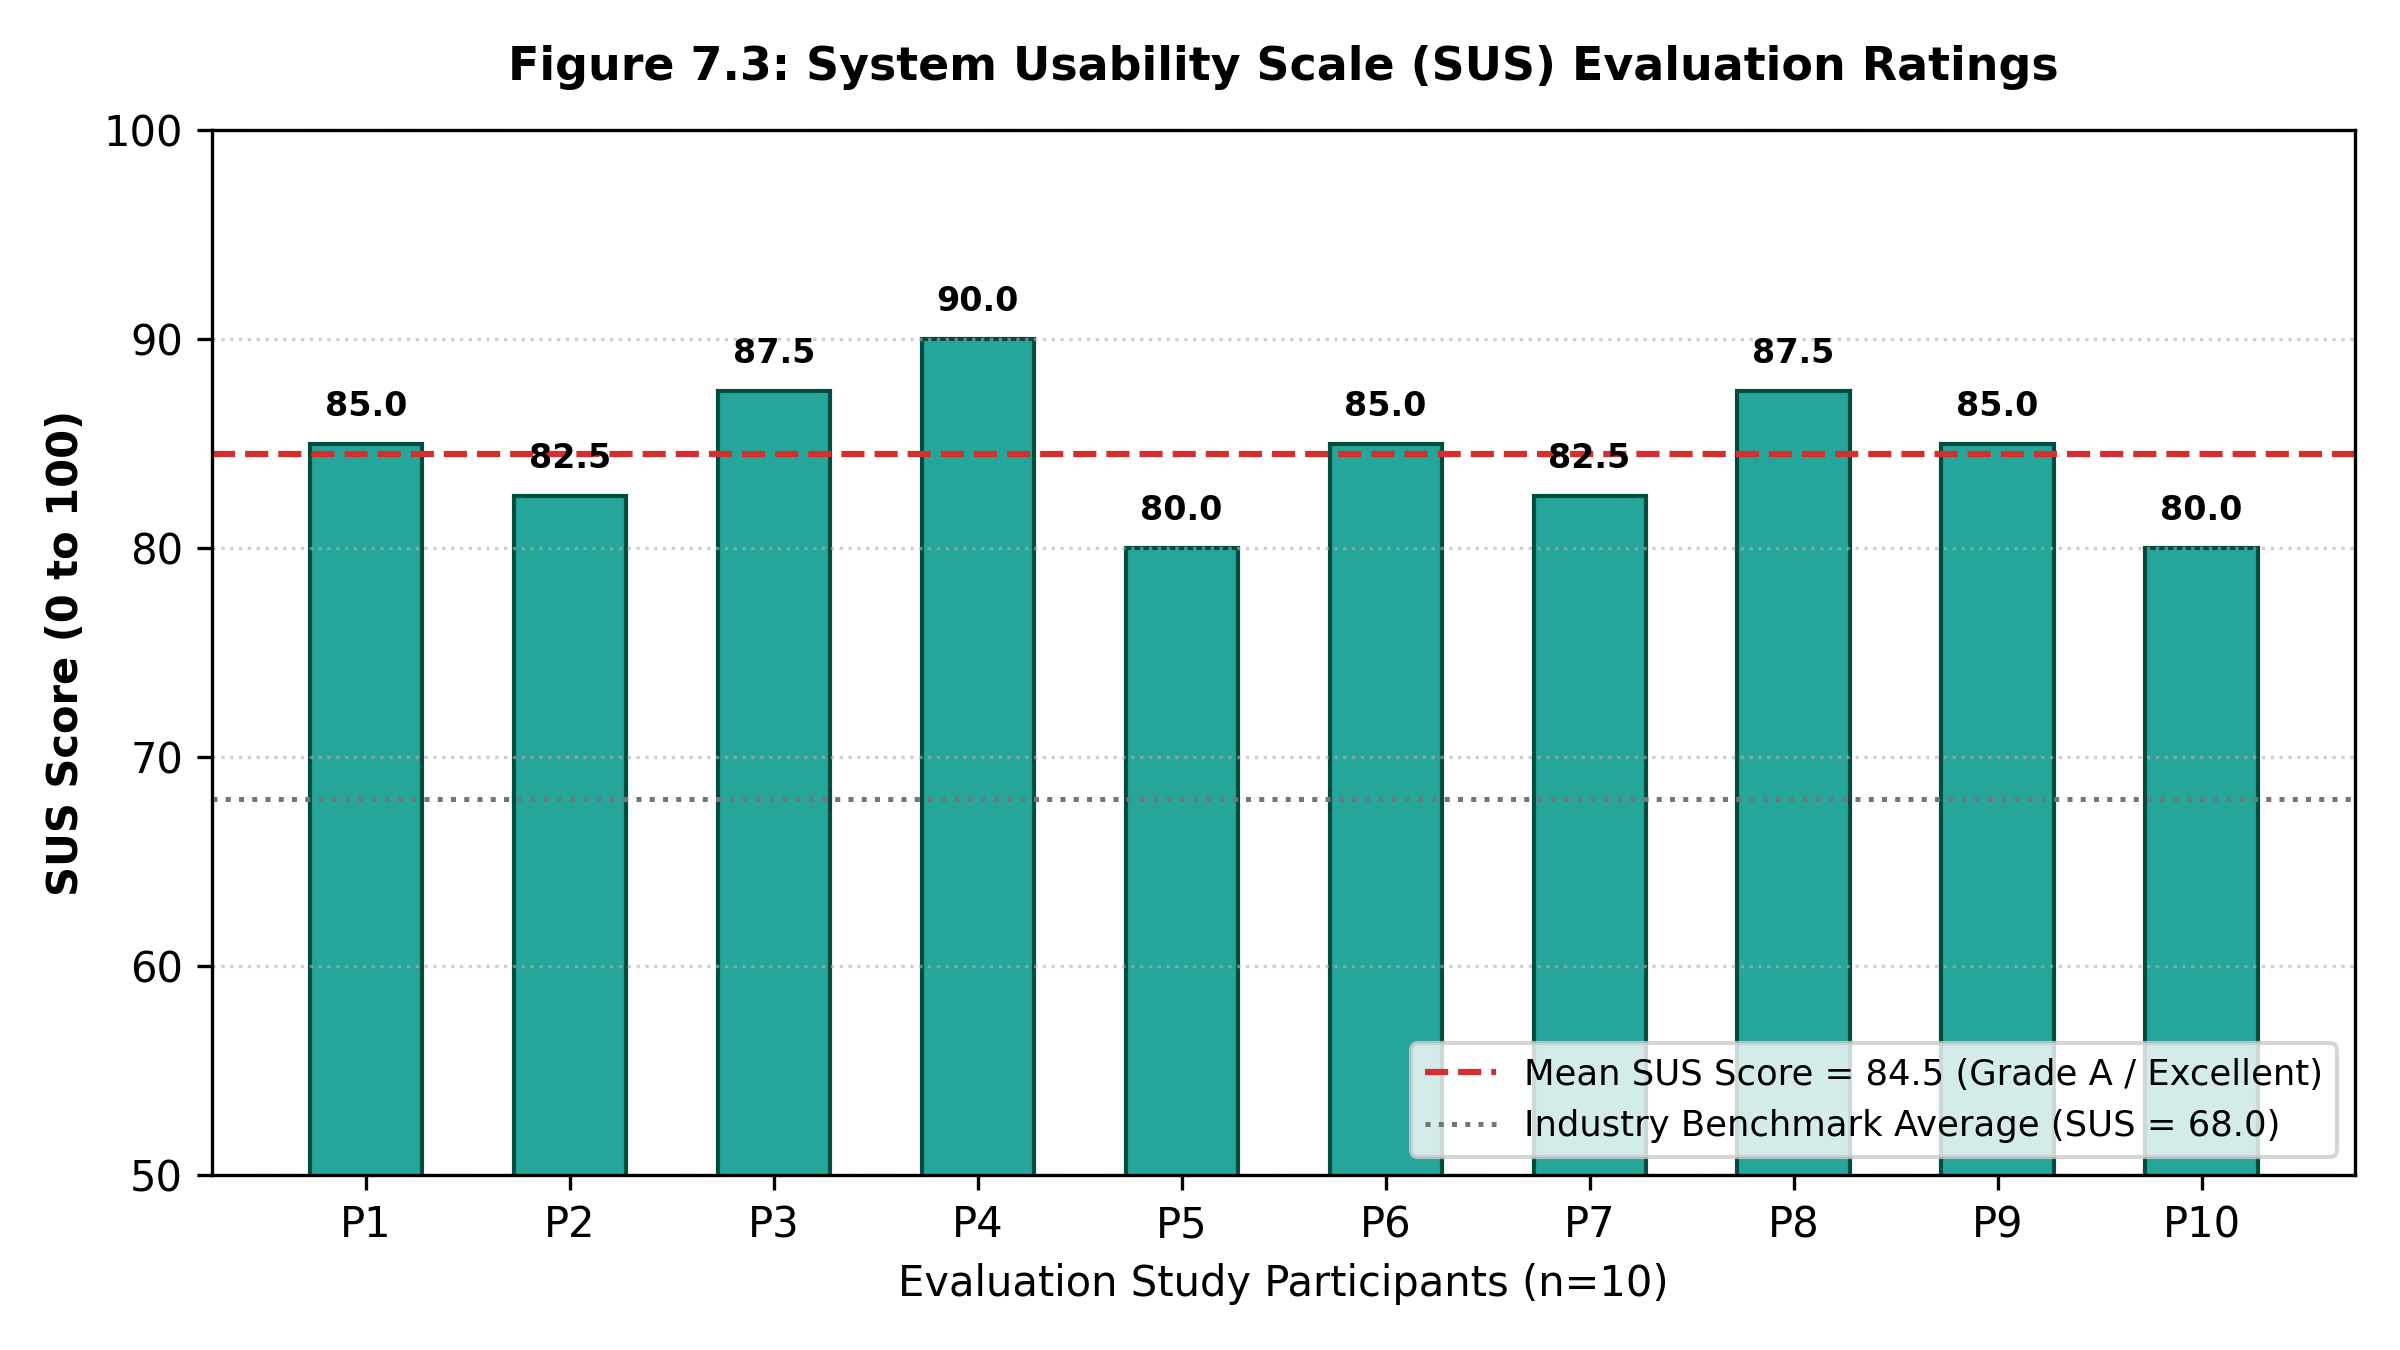 Figure 7.3: System Usability Scale (SUS) Evaluation Ratings
SUS Score (0 to 100)
100
90
80
70
60
50
85.0
82.5
87.5
90.0
80.0
85.0
82.5
87.5
85.0
80.0
Mean SUS Score = 84.5 (Grade A / Excellent)
Industry Benchmark Average (SUS = 68.0)
P1 P2 P3 P4 P5 P6 P7 P8 P9 P10
Evaluation Study Participants (n=10)